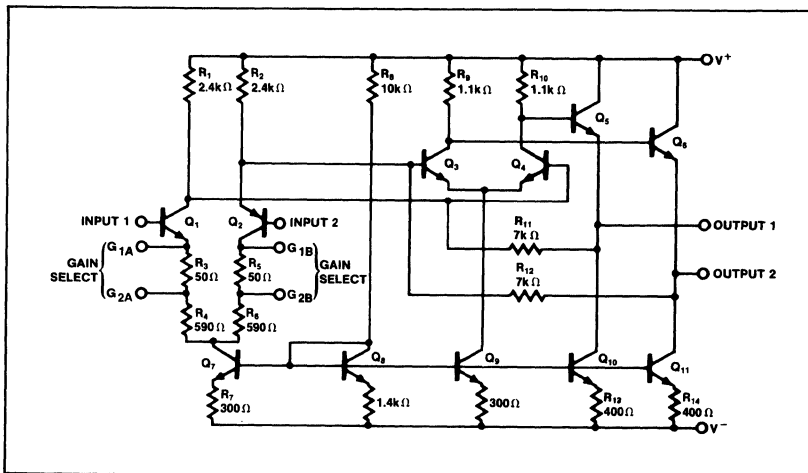 V+
R1
2.4kΩ
R2
2.4kΩ
R8
10kΩ
R9
1.1kΩ
R10
1.1kΩ
Q5
Q6
Q3
Q4
INPUT 1
Q1
Q2
INPUT 2
R11
7kΩ
OUTPUT 1
G1A
G1B
GAIN
SELECT
R3
50Ω
R5
50Ω
GAIN
SELECT
R12
7kΩ
OUTPUT 2
G2A
G2B
R4
590Ω
R6
590Ω
Q7
Q8
Q9
Q10
Q11
R7
300Ω
1.4kΩ
300Ω
R13
400Ω
R14
400Ω
V-